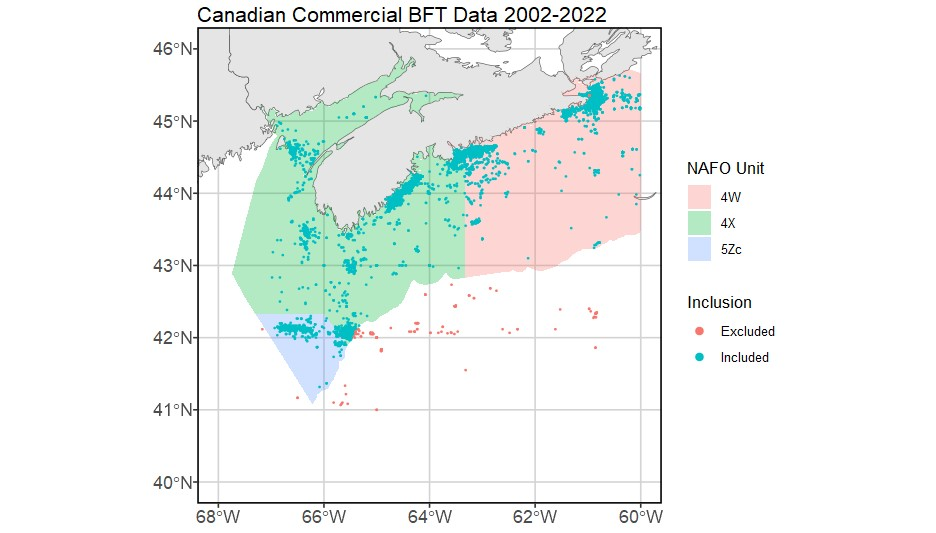 Canadian Commercial BFT Data 2002-2022
46°N
45°N
44°N
43°N
42°N
41°N
40°N
68°W
66°W
64°W
62°W
60°W
NAFO Unit
4W
4X
5Zc
Inclusion
Excluded
Included